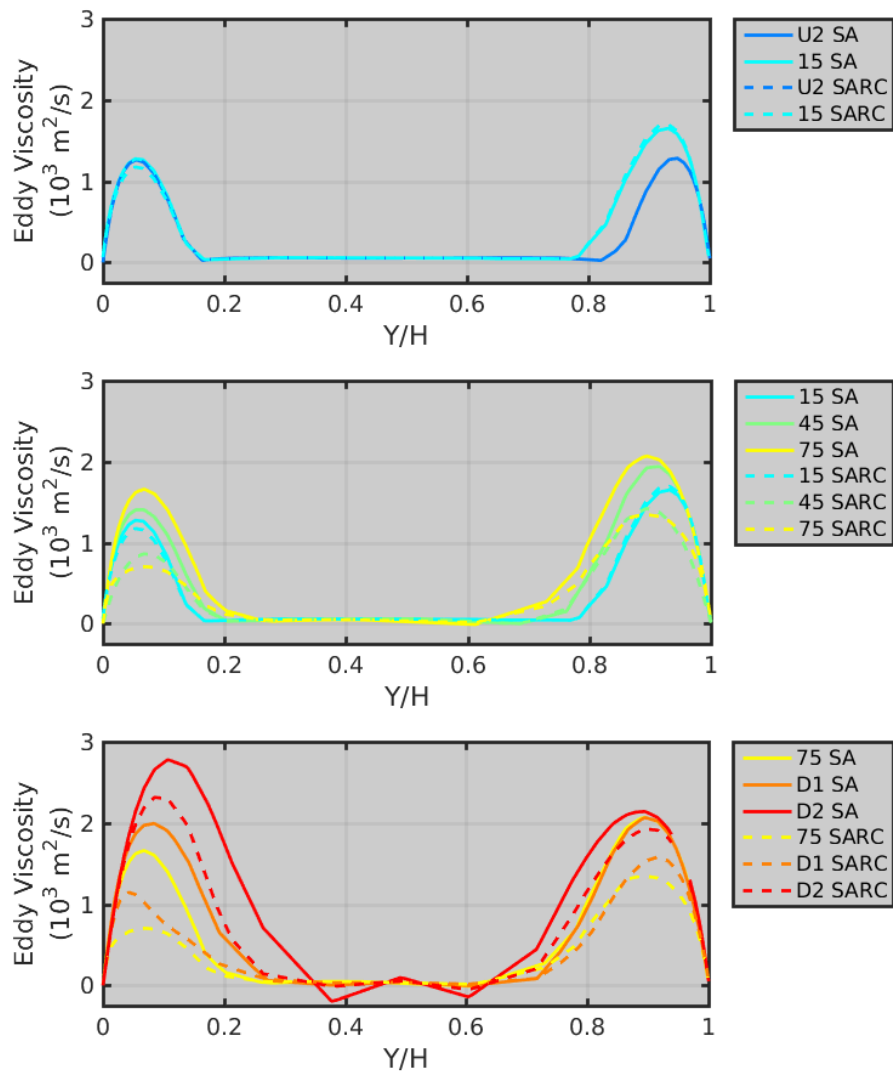 Eddy Viscosity
(10³ m²/s)
3
2
1
0
0
0.2
0.4
0.6
0.8
1
Y/H
U2 SA
15 SA
U2 SARC
15 SARC
Eddy Viscosity
(10³ m²/s)
3
2
1
0
0
0.2
0.4
0.6
0.8
1
Y/H
15 SA
45 SA
75 SA
15 SARC
45 SARC
75 SARC
Eddy Viscosity
(10³ m²/s)
3
2
1
0
0
0.2
0.4
0.6
0.8
1
Y/H
75 SA
D1 SA
D2 SA
75 SARC
D1 SARC
D2 SARC